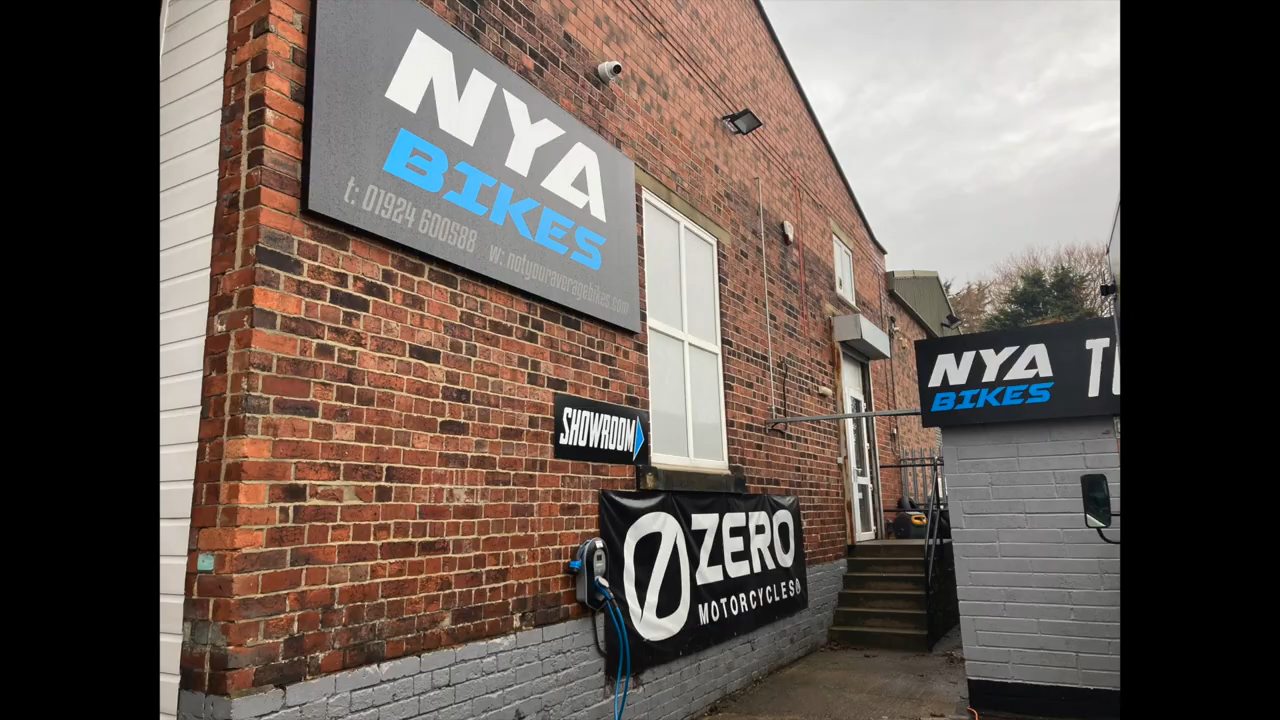 NYA
BIKES
t: 01924 600588 w: notyouraveragebikes.com
SHOWROOM
ZERO
MOTORCYCLES
NYA
BIKES